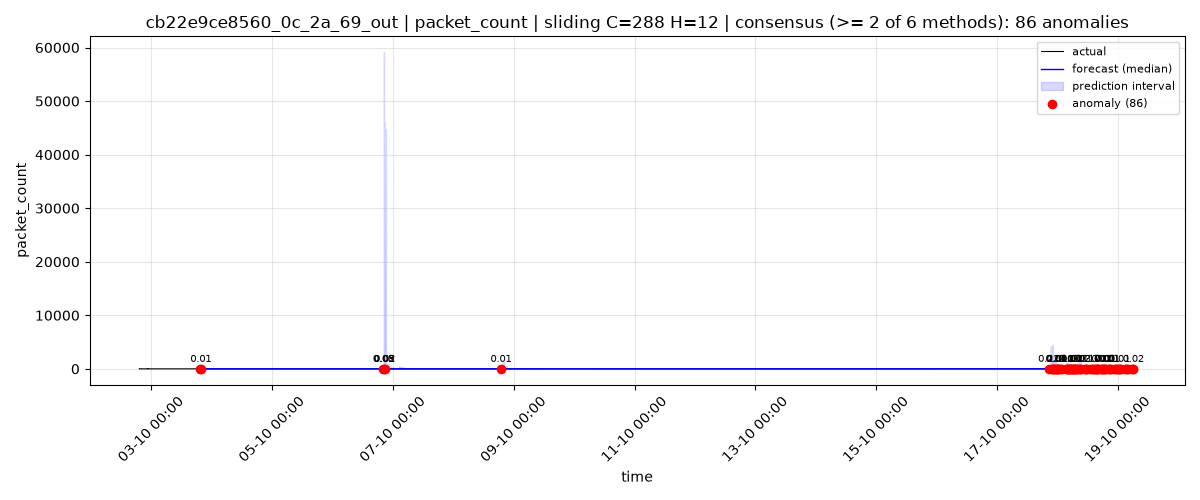 cb22e9ce8560_0c_2a_69_out | packet_count | sliding C=288 H=12 | consensus (>= 2 of 6 methods): 86 anomalies
packet_count
60000
50000
40000
30000
20000
10000
0
actual
forecast (median)
prediction interval
anomaly (86)
0.01
0.01
0.02
03-10 00:00
05-10 00:00
07-10 00:00
09-10 00:00
11-10 00:00
13-10 00:00
15-10 00:00
17-10 00:00
19-10 00:00
time